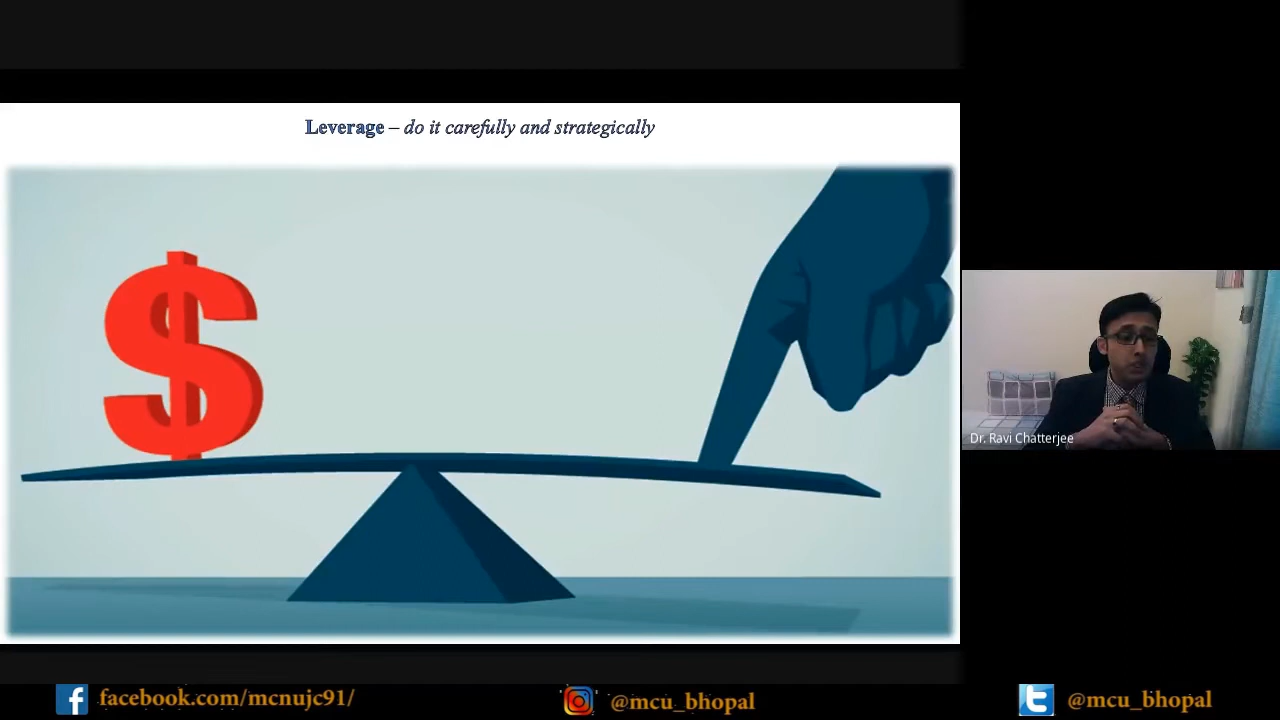 Leverage – do it carefully and strategically
Dr. Ravi Chatterjee
facebook.com/mcnujc91/
@mcu_bhopal
@mcu_bhopal